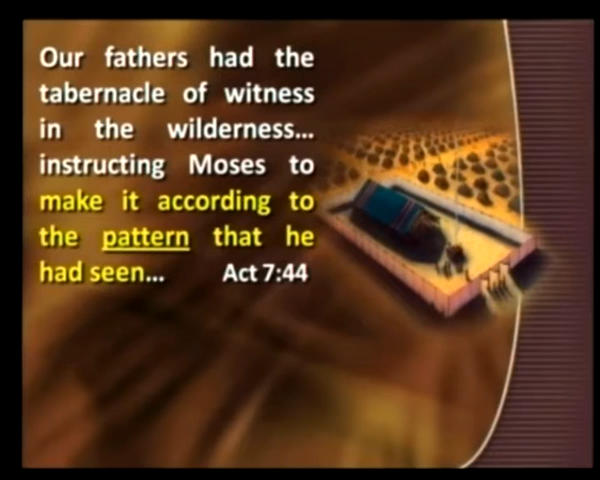 Our fathers had the
tabernacle of witness
in the wilderness...
instructing Moses to
make it according to
the pattern that he
had seen... Act 7:44